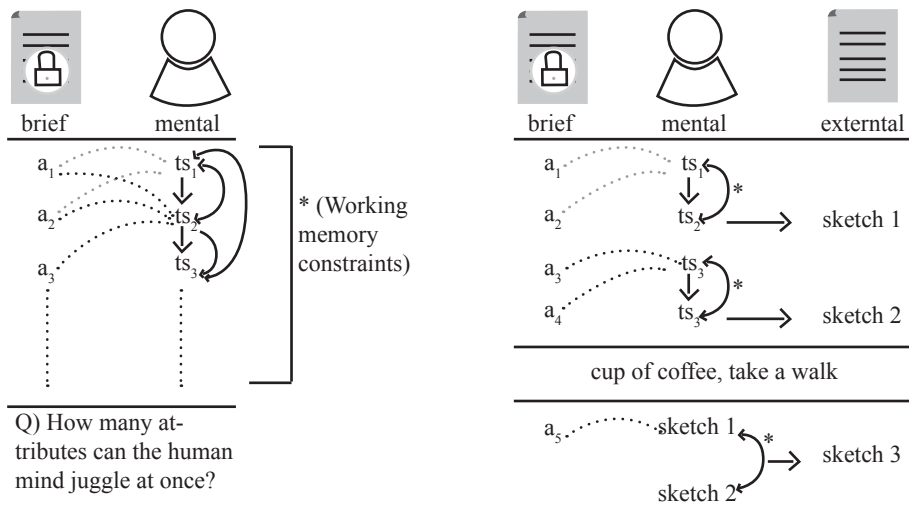 brief mental
a1 ts1
a2 ts2
a3 ts3
* (Working
memory
constraints)
Q) How many at-
tributes can the human
mind juggle at once?
brief mental externtal
a1 ts1
*
a2 ts2 sketch 1
a3 ts3
*
a4 ts3 sketch 2
cup of coffee, take a walk
a5 sketch 1
* sketch 3
sketch 2